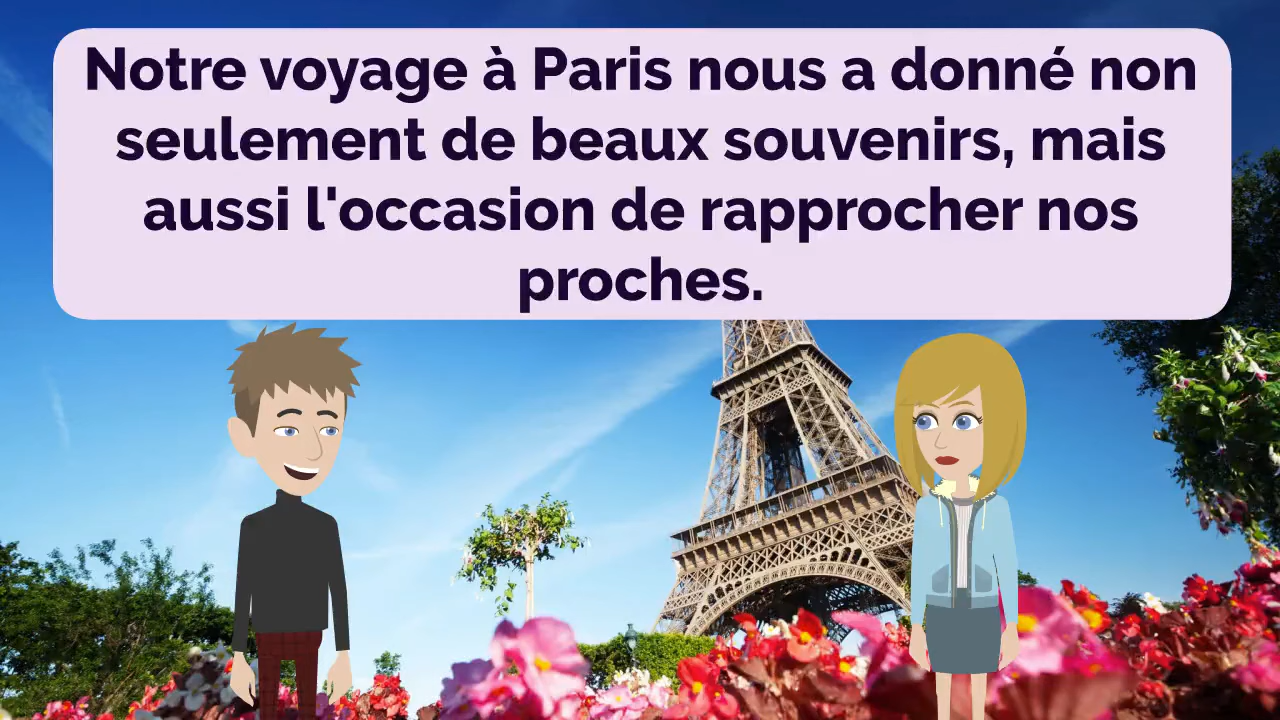 Notre voyage à Paris nous a donné non
seulement de beaux souvenirs, mais
aussi l'occasion de rapprocher nos
proches.